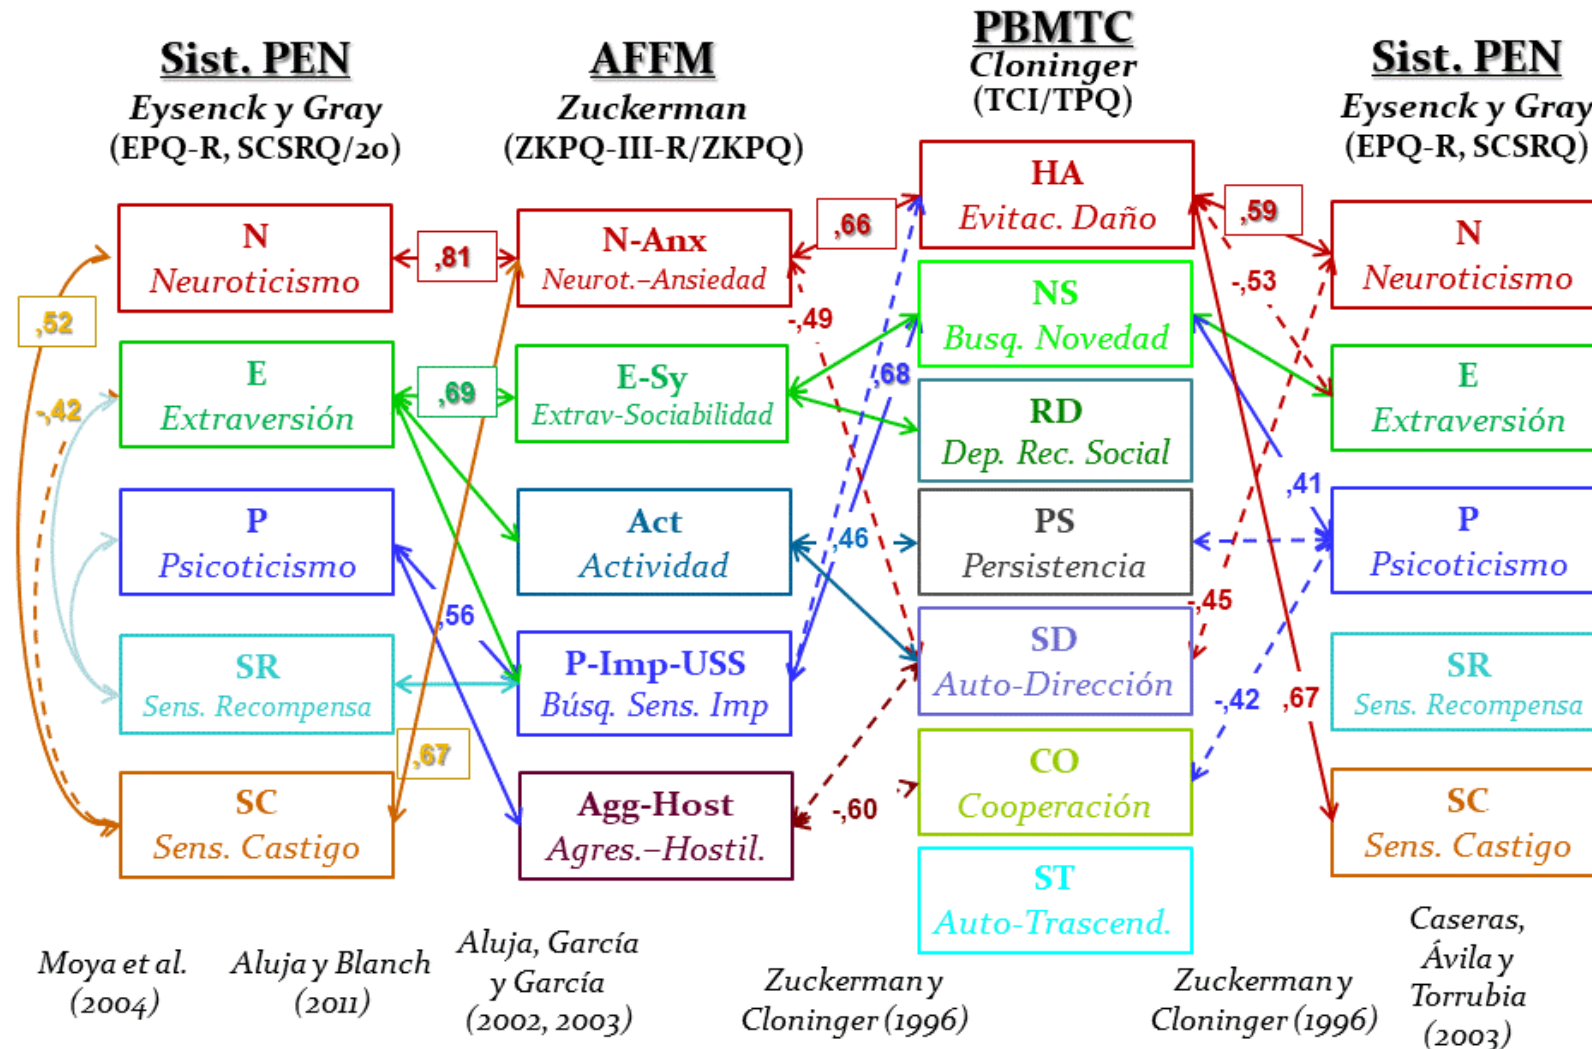 Sist. PEN
Eysenck y Gray
(EPQ-R, SCSRQ/20)
AFFM
Zuckerman
(ZKPQ-III-R/ZKPQ)
PBMTC
Cloninger
(TCI/TPQ)
Sist. PEN
Eysenck y Gray
(EPQ-R, SCSRQ)
N
Neuroticismo
E
Extraversión
P
Psicoticismo
SR
Sens. Recompensa
SC
Sens. Castigo
,52
-,42
,81
,69
,56
,67
N-Anx
Neurot.–Ansiedad
E-Sy
Extrav-Sociabilidad
Act
Actividad
P-Imp-USS
Búsq. Sens. Imp
Agg-Host
Agres.–Hostil.
,66
-,49
,68
,46
-,60
HA
Evitac. Daño
NS
Busq. Novedad
RD
Dep. Rec. Social
PS
Persistencia
SD
Auto-Dirección
CO
Cooperación
ST
Auto-Trascend.
,59
-,53
,41
-,45
-,42
,67
N
Neuroticismo
E
Extraversión
P
Psicoticismo
SR
Sens. Recompensa
SC
Sens. Castigo
Moya et al.
(2004)
Aluja y Blanch
(2011)
Aluja, García
y García
(2002, 2003)
Zuckerman y
Cloninger (1996)
Zuckerman y
Cloninger (1996)
Caseras,
Ávila y
Torrubia
(2003)